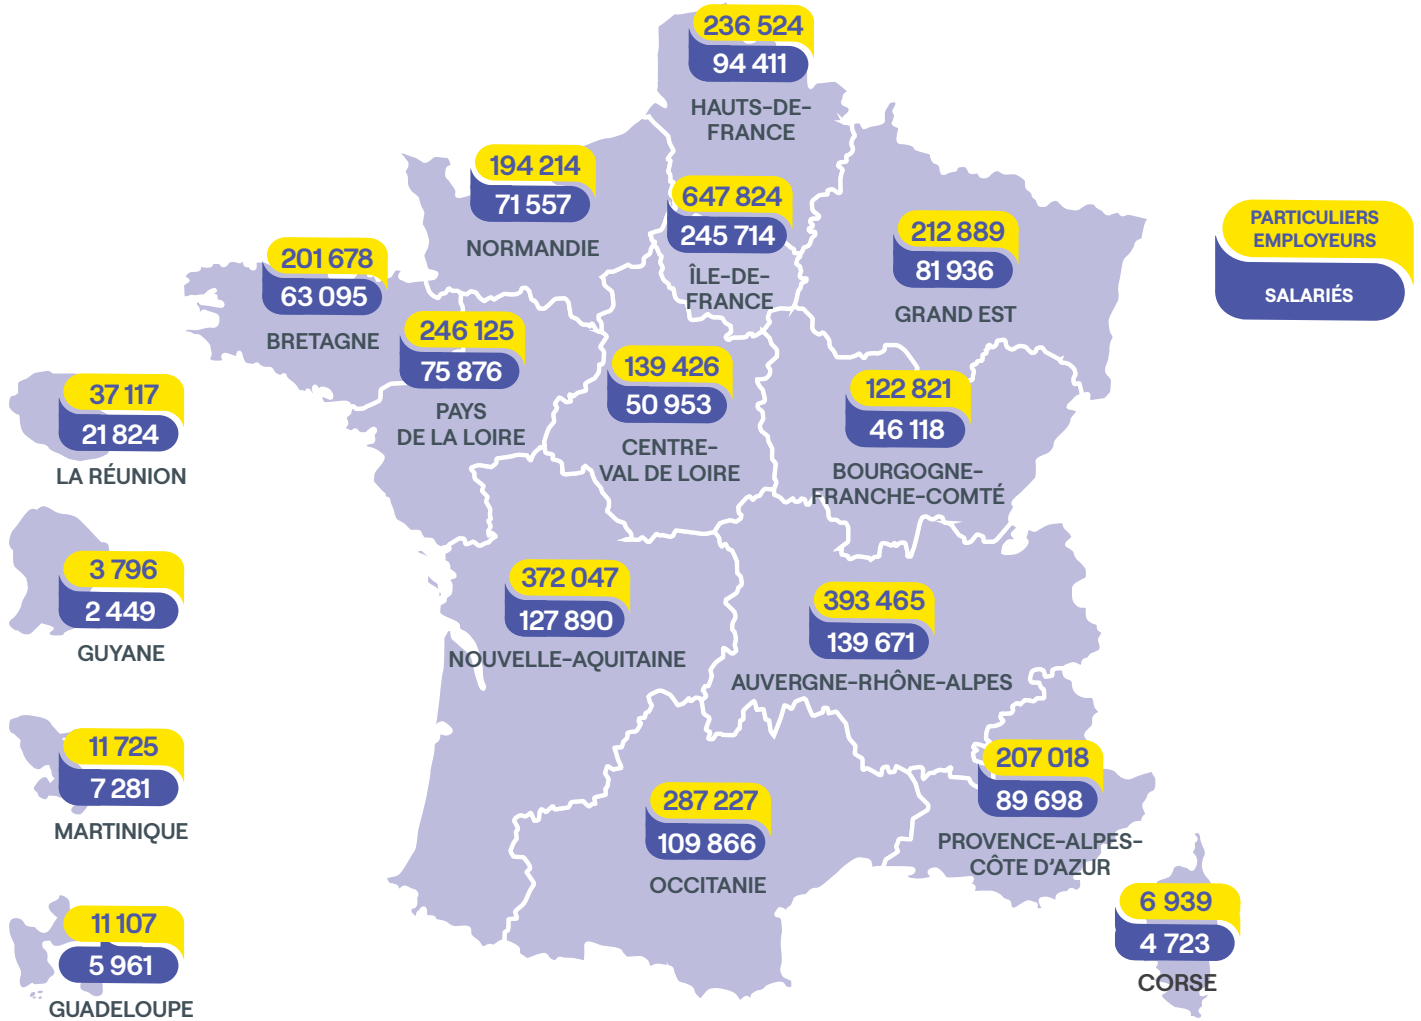 236 524
94 411
HAUTS-DE-
FRANCE
194 214
71 557
NORMANDIE
647 824
245 714
ÎLE-DE-
FRANCE
212 889
81 936
GRAND EST
PARTICULIERS
EMPLOYEURS
SALARIÉS
201 678
63 095
BRETAGNE
246 125
75 876
PAYS
DE LA LOIRE
139 426
50 953
CENTRE-
VAL DE LOIRE
122 821
46 118
BOURGOGNE-
FRANCHE-COMTÉ
37 117
21 824
LA RÉUNION
3 796
2 449
GUYANE
372 047
127 890
NOUVELLE-AQUITAINE
393 465
139 671
AUVERGNE-RHÔNE-ALPES
11 725
7 281
MARTINIQUE
287 227
109 866
OCCITANIE
207 018
89 698
PROVENCE-ALPES-
CÔTE D'AZUR
11 107
5 961
GUADELOUPE
6 939
4 723
CORSE